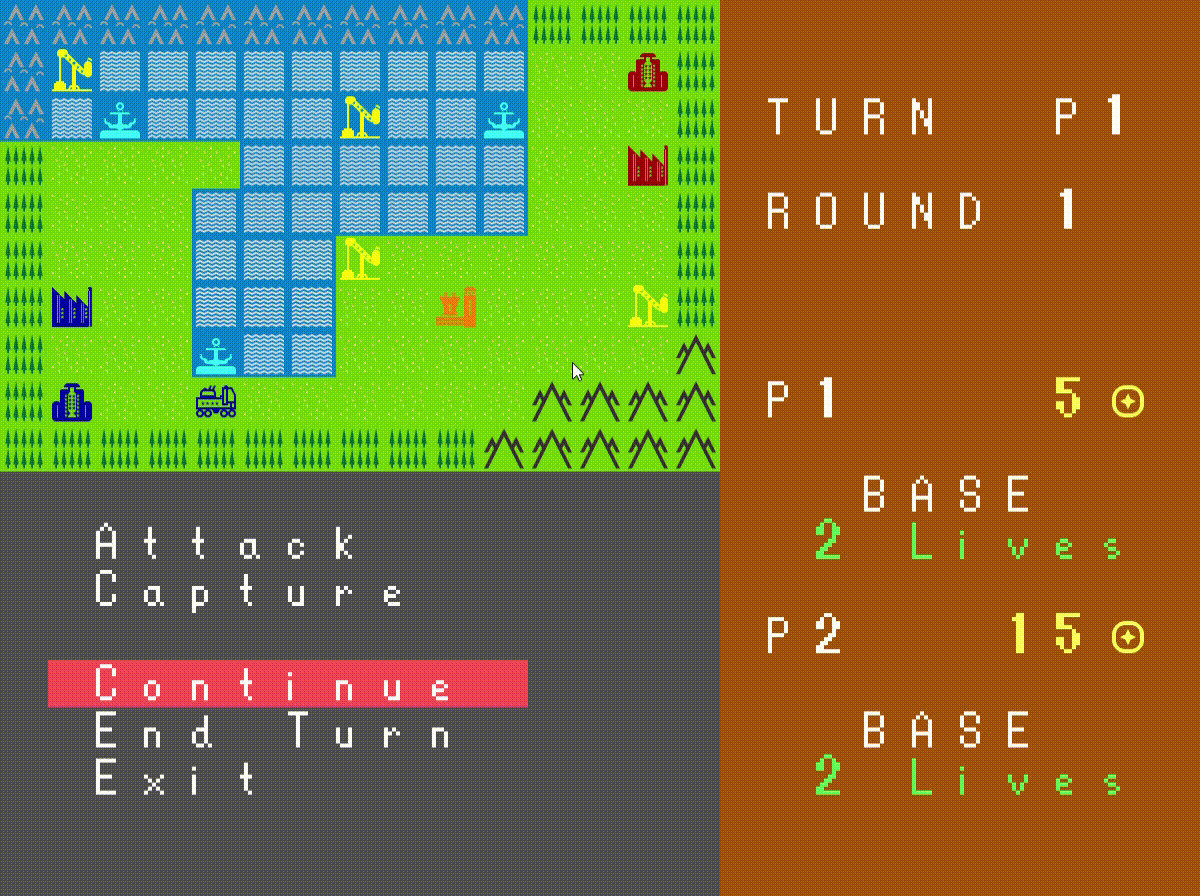 TURN P1
ROUND 1
P1 5
BASE
2 Lives
P2 15
BASE
2 Lives
Attack
Capture
Continue
End Turn
Exit